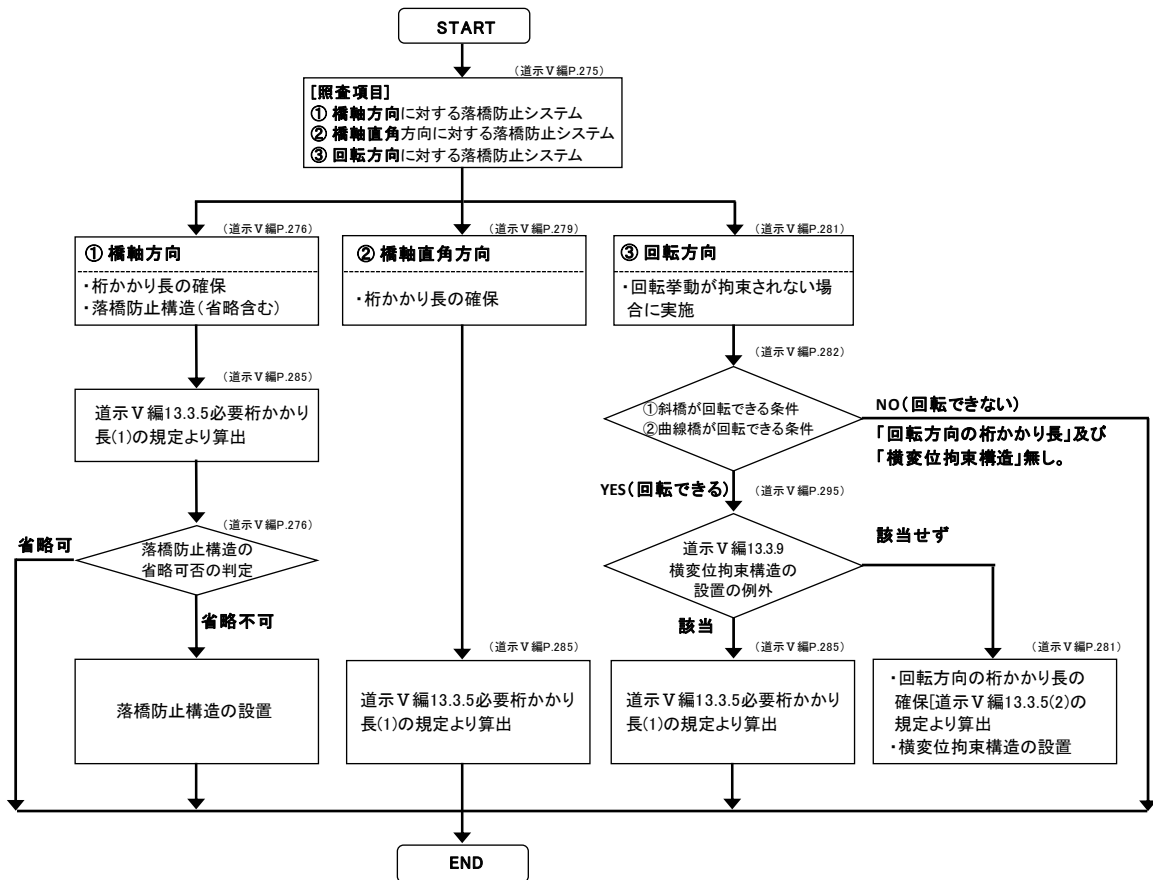 START
（道示Ⅴ編P.275）
[照査項目]
① 橋軸方向に対する落橋防止システム
② 橋軸直角方向に対する落橋防止システム
③ 回転方向に対する落橋防止システム
（道示Ⅴ編P.276）
① 橋軸方向
・桁かかり長の確保
・落橋防止構造（省略含む）
（道示Ⅴ編P.285）
道示Ⅴ編13.3.5必要桁かかり
長(1)の規定より算出
（道示Ⅴ編P.276）
省略可
落橋防止構造の
省略可否の判定
省略不可
落橋防止構造の設置
（道示Ⅴ編P.279）
② 橋軸直角方向
・桁かかり長の確保
（道示Ⅴ編P.285）
道示Ⅴ編13.3.5必要桁かかり
長(1)の規定より算出
（道示Ⅴ編P.281）
③ 回転方向
・回転挙動が拘束されない場
合に実施
（道示Ⅴ編P.282）
①斜橋が回転できる条件
②曲線橋が回転できる条件
NO（回転できない）
「回転方向の桁かかり長」及び
「横変位拘束構造」無し。
YES（回転できる）
（道示Ⅴ編P.295）
道示Ⅴ編13.3.9
横変位拘束構造の
設置の例外
該当せず
該当
（道示Ⅴ編P.285）
道示Ⅴ編13.3.5必要桁かかり
長(1)の規定より算出
（道示Ⅴ編P.281）
・回転方向の桁かかり長の
確保[道示Ⅴ編13.3.5(2)の
規定より算出
・横変位拘束構造の設置
END